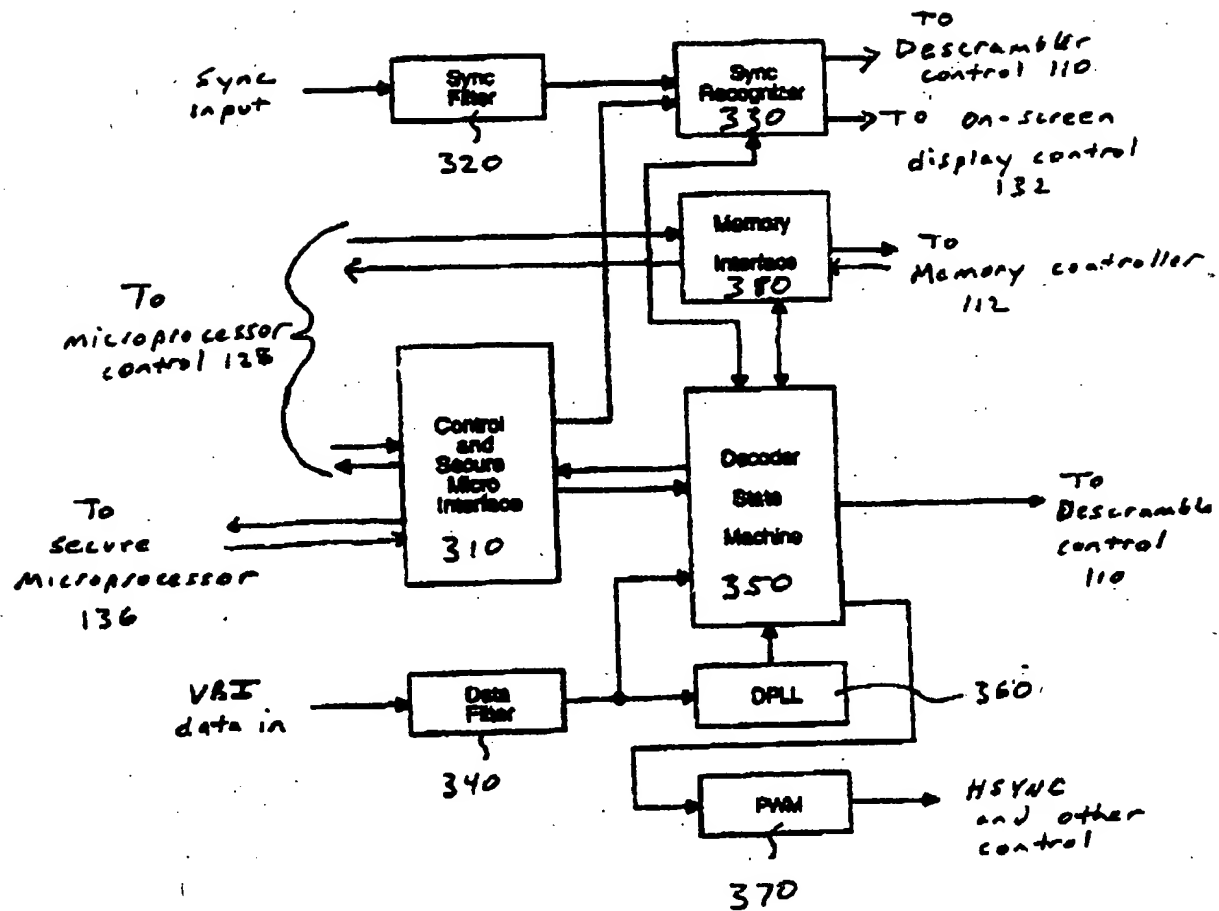 Sync
input
Sync
Filter
320
Sync
Recognizer
330
To
Descrambler
control 110
To on-screen
display control
132
Memory
Interface
380
To
Memory controller
112
To
microprocessor
control 128
Control
and
Secure
Micro
Interface
310
To
secure
microprocessor
136
Decoder
State
Machine
350
To
Descramble
control
110
VBI
data in
Data
Filter
340
DPLL
360
PWM
370
HSYNC
and other
control